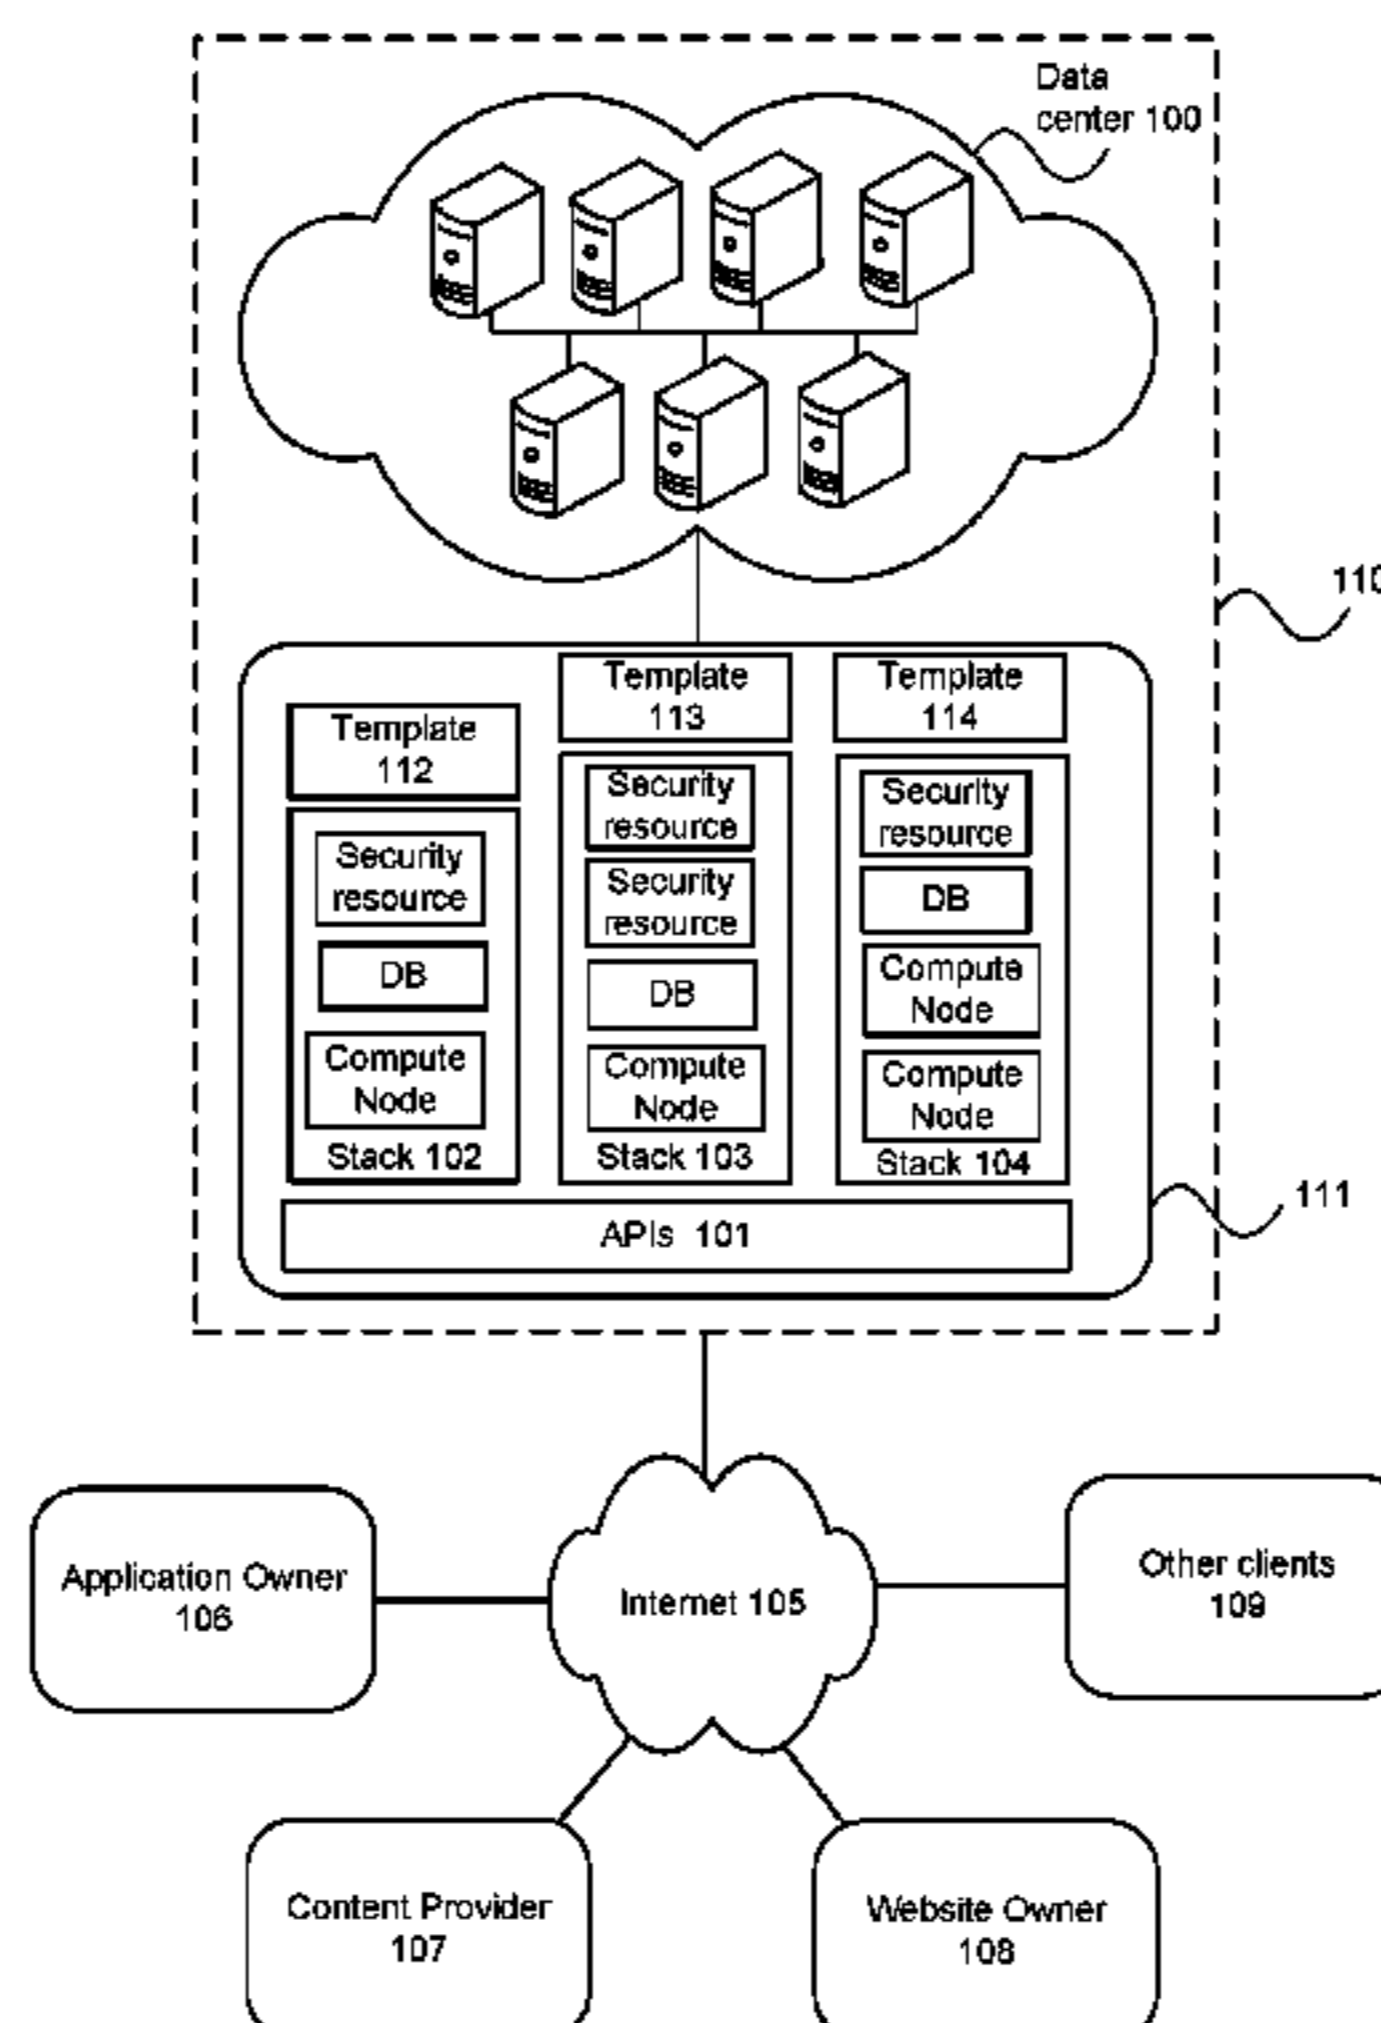 Data
center 100
110
Template
112
Security
resource
DB
Compute
Node
Stack 102
Template
113
Security
resource
Security
resource
DB
Compute
Node
Stack 103
Template
114
Security
resource
DB
Compute
Node
Compute
Node
Stack 104
APIs 101
111
Application Owner
106
Internet 105
Other clients
109
Content Provider
107
Website Owner
108